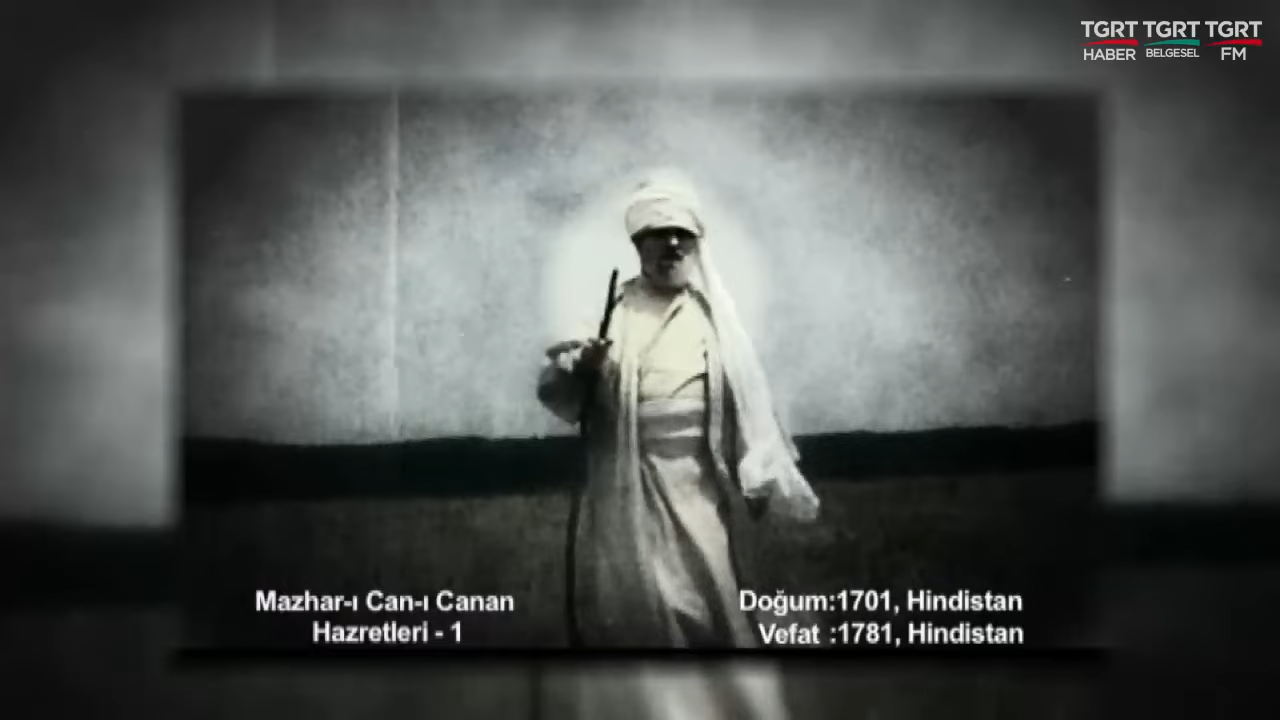 TGRT TGRT TGRT
HABER BELGESEL FM
Mazhar-ı Can-ı Canan
Hazretleri - 1
Doğum:1701, Hindistan
Vefat :1781, Hindistan